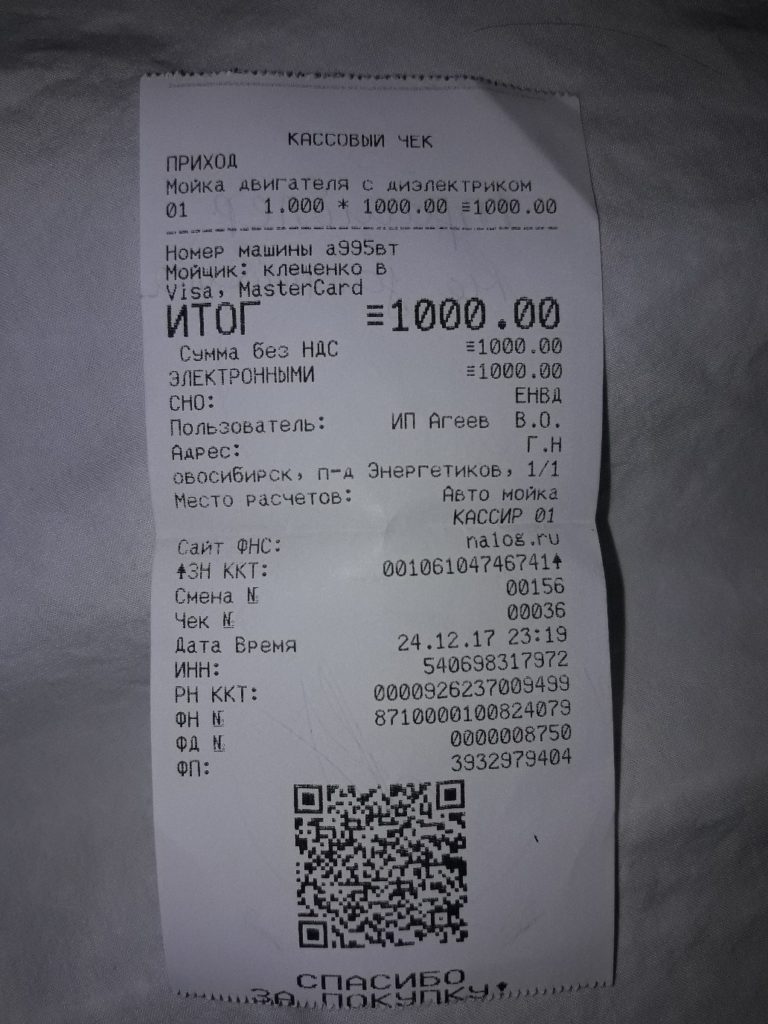 КАССОВЫЙ ЧЕК
ПРИХОД
Мойка двигателя с диэлектриком
01 1.000 * 1000.00 ≡1000.00
Номер машины а995вт
Мойщик: клещенко в
Visa, MasterCard
ИТОГ ≡1000.00
Сумма без НДС ≡1000.00
ЭЛЕКТРОННЫМИ ≡1000.00
СНО: ЕНВД
Пользователь: ИП Агеев В.О.
Адрес: Г.Н
овосибирск, п-д Энергетиков, 1/1
Место расчетов: Авто мойка
КАССИР 01
Сайт ФНС: nalog.ru
↑ЗН ККТ: 00106104746741↑
Смена № 00156
Чек № 00036
Дата Время 24.12.17 23:19
ИНН: 540698317972
РН ККТ: 0000926237009499
ФН № 8710000100824079
ФД № 0000008750
ФП: 3932979404
СПАСИБО
ЗА ПОКУПКУ.